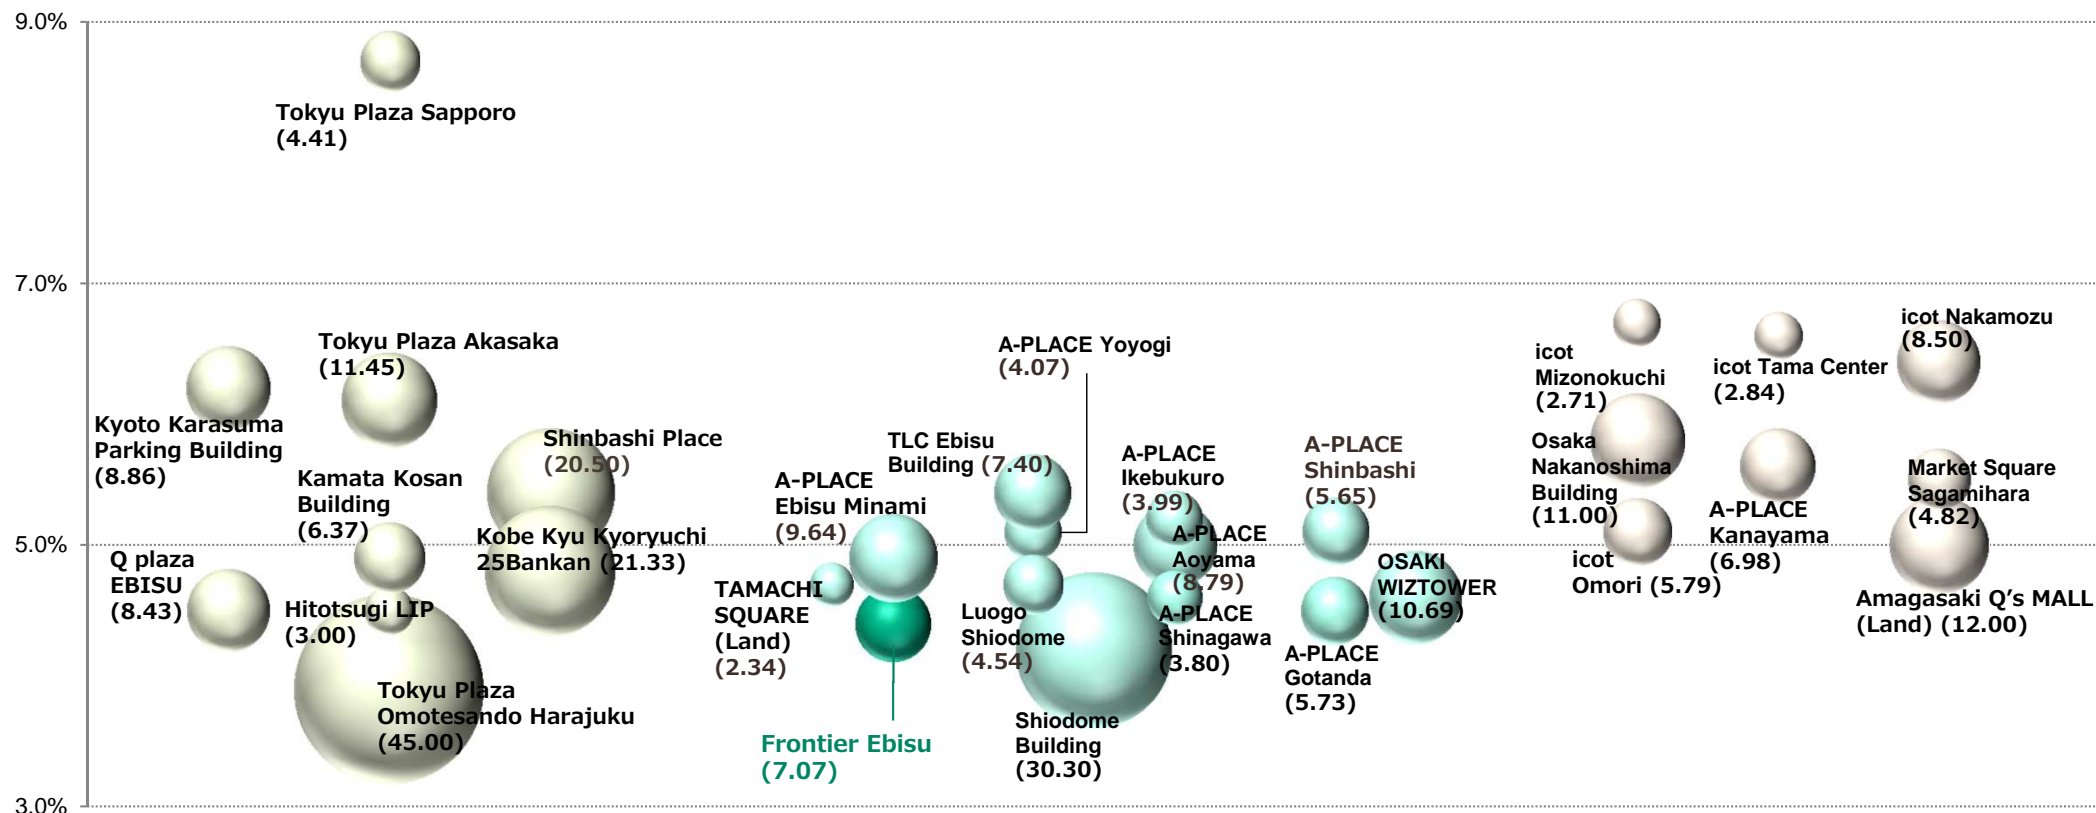 9.0%
Tokyu Plaza Sapporo
(4.41)
7.0%
Tokyu Plaza Akasaka
(11.45)
Kyoto Karasuma
Parking Building
(8.86)
Shinbashi Place
(20.50)
Kamata Kosan
Building
(6.37)
Kobe Kyu Kyoryuchi
25Bankan (21.33)
5.0%
Q plaza
EBISU
(8.43)
Hitotsugi LIP
(3.00)
Tokyu Plaza
Omotesando Harajuku
(45.00)
A-PLACE
Ebisu Minami
(9.64)
TAMACHI
SQUARE
(Land)
(2.34)
Frontier Ebisu
(7.07)
A-PLACE Yoyogi
(4.07)
TLC Ebisu
Building (7.40)
Luogo
Shiodome
(4.54)
Shiodome
Building
(30.30)
A-PLACE
Ikebukuro
(3.99)
A-PLACE
Aoyama
(8.79)
A-PLACE
Shinagawa
(3.80)
A-PLACE
Shinbashi
(5.65)
OSAKI
WIZTOWER
(10.69)
A-PLACE
Gotanda
(5.73)
icot
Mizonokuchi
(2.71)
Osaka
Nakanoshima
Building
(11.00)
icot
Omori (5.79)
icot Tama Center
(2.84)
A-PLACE
Kanayama
(6.98)
icot Nakamozu
(8.50)
Market Square
Sagamihara
(4.82)
Amagasaki Q’s MALL
(Land) (12.00)
3.0%